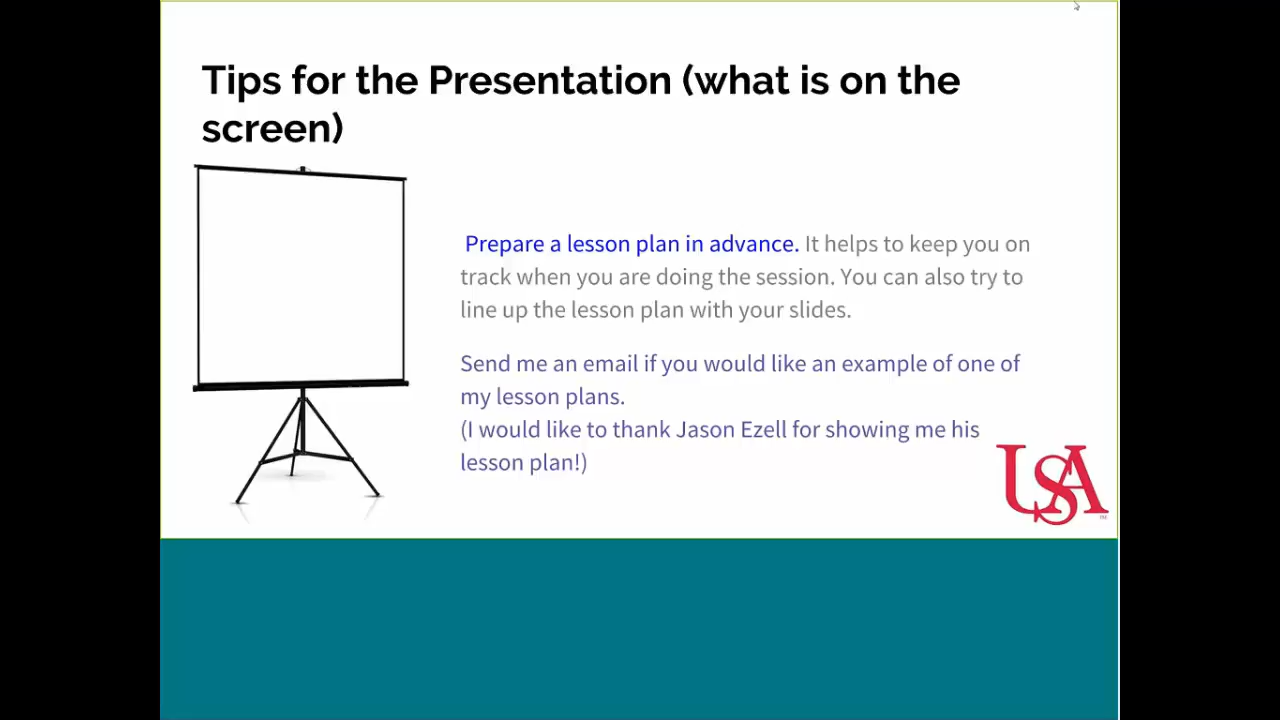 Tips for the Presentation (what is on the
screen)
Prepare a lesson plan in advance. It helps to keep you on
track when you are doing the session. You can also try to
line up the lesson plan with your slides.
Send me an email if you would like an example of one of
my lesson plans.
(I would like to thank Jason Ezell for showing me his
lesson plan!)
USA